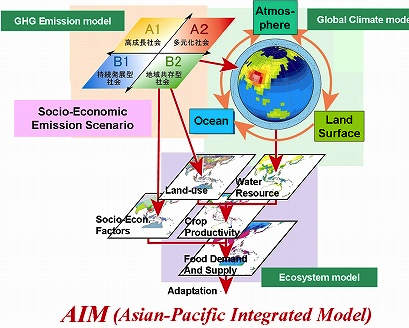 GHG Emission model
Global Climate mode
Atmos-
phere
A1
高成長社会
A2
多元化社会
B1
持続発展型
社会
B2
地域共存型
社会
Socio-Economic
Emission Scenario
Ocean
Land
Surface
Land-use
Water
Resource
Socio-Econ.
Factors
Crop
Productivity
Food Demand
And Supply
Ecosystem model
Adaptation
AIM (Asian-Pacific Integrated Model)